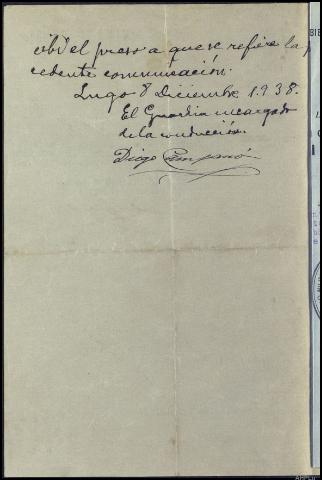 cibí el preso a que se refiere la p
cedente comunicación.
Lugo 8 Diciembre 1.938.
El Guardia encargado
de la conducción.
Diego
AHPLU